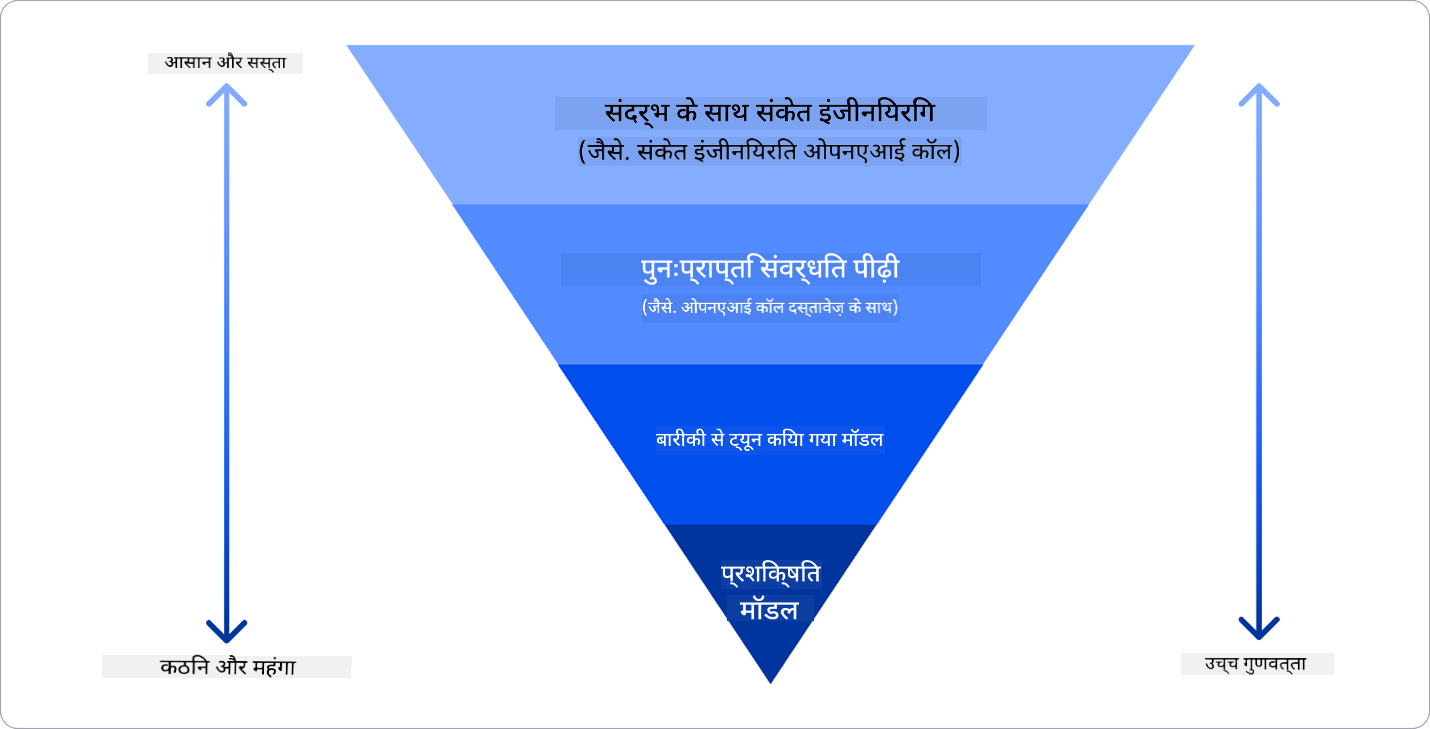 आसान और सस्ता
संदर्भ के साथ संकेत इंजीनियरिंग
(जैसे. संकेत इंजीनियरिति ओपनएआई कॉल)
पुनःप्राप्ति संवर्धित पीढ़ी
(जैसे. ओपनएआई कॉल दस्तावेज़ के साथ)
बारीकी से ट्यून किया गया मॉडल
प्रशिक्षित
मॉडल
कठिन और महंगा
उच्च गुणवत्ता